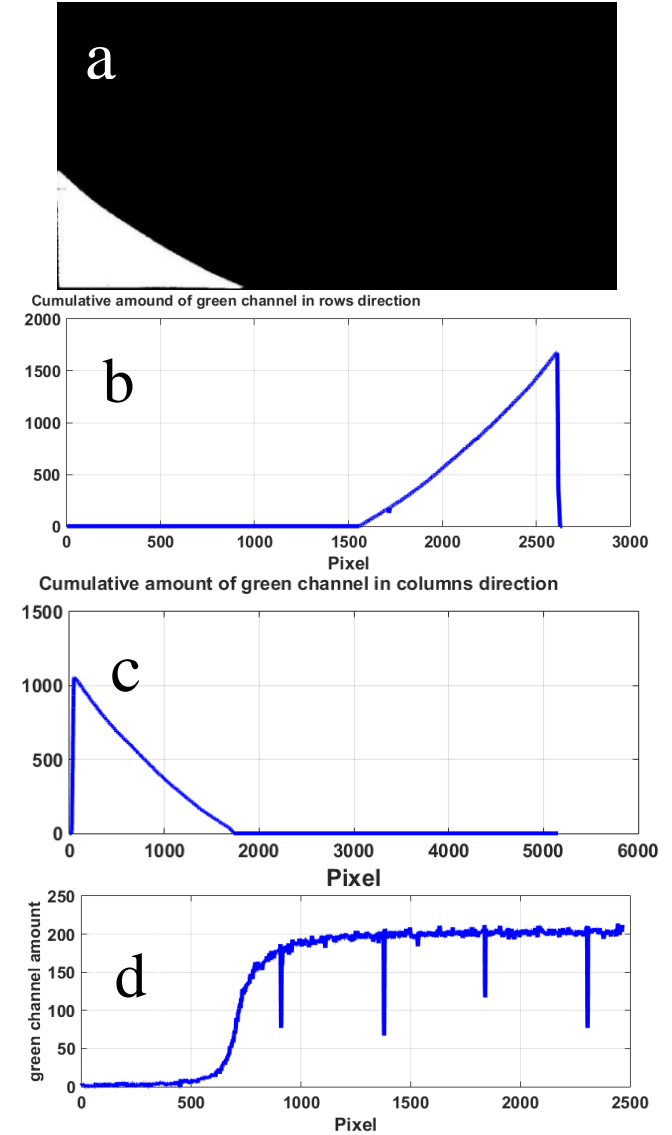 a
Cumulative amound of green channel in rows direction
2000
1500
1000
500
0
b
0 500 1000 1500 2000 2500 3000
Pixel
Cumulative amount of green channel in columns direction
1500
1000
500
0
c
0 1000 2000 3000 4000 5000 6000
Pixel
green channel amount
250
200
150
100
50
0
d
0 500 1000 1500 2000 2500
Pixel